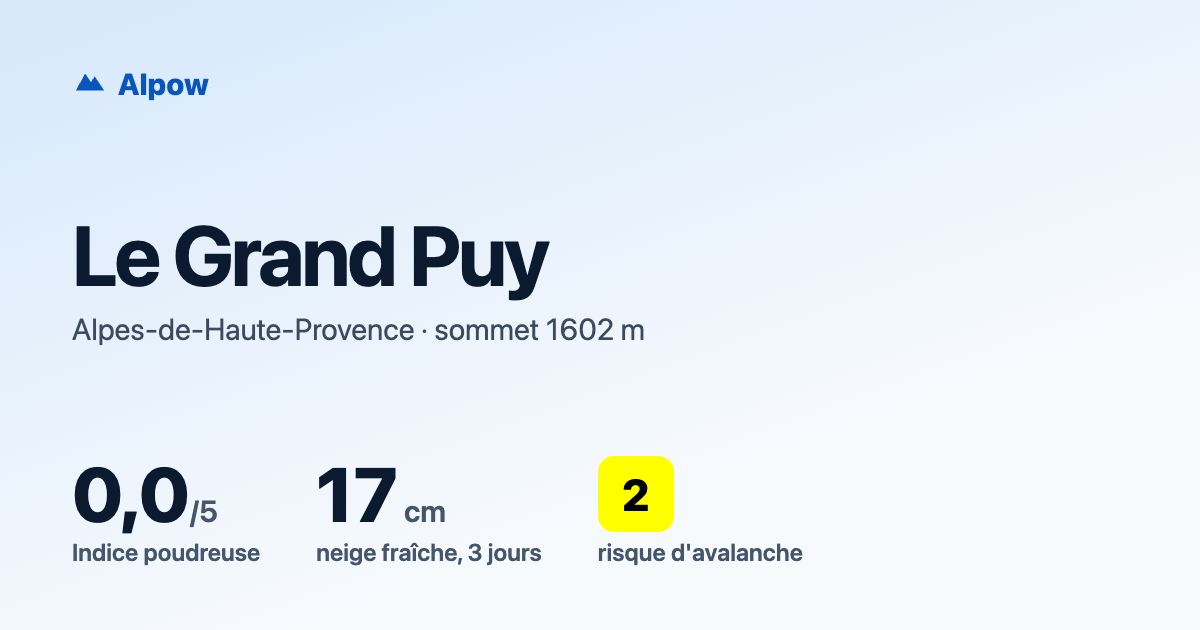 Alpow
Le Grand Puy
Alpes-de-Haute-Provence · sommet 1602 m
0,0/5
Indice poudreuse
17 cm
neige fraîche, 3 jours
2
risque d'avalanche